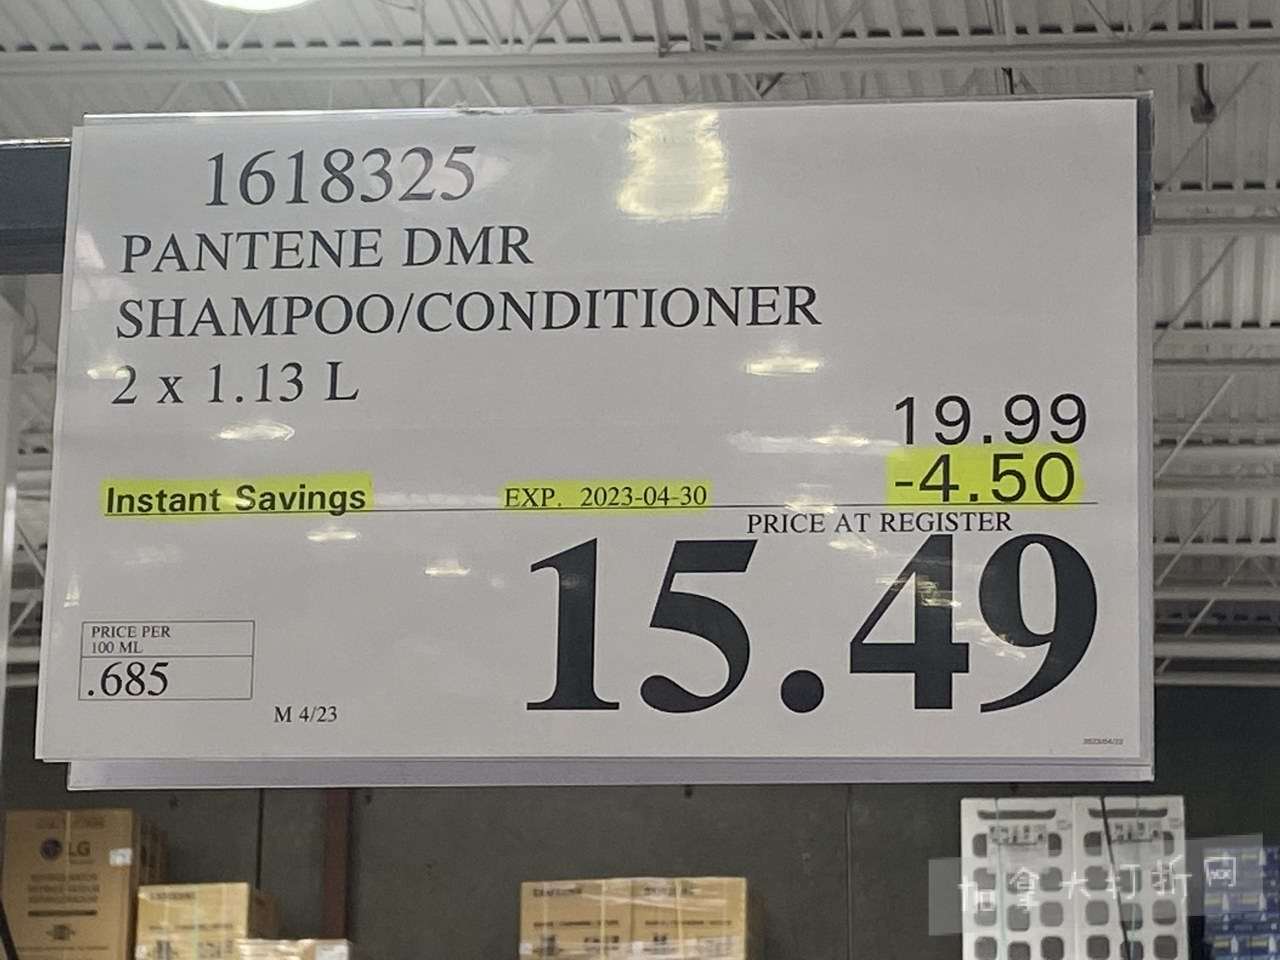 1618325
PANTENE DMR
SHAMPOO/CONDITIONER
2 x 1.13 L
19.99
Instant Savings EXP. 2023-04-30 -4.50
PRICE AT REGISTER
15.49
PRICE PER
100 ML
.685
M 4/23
LG
加拿大打折网